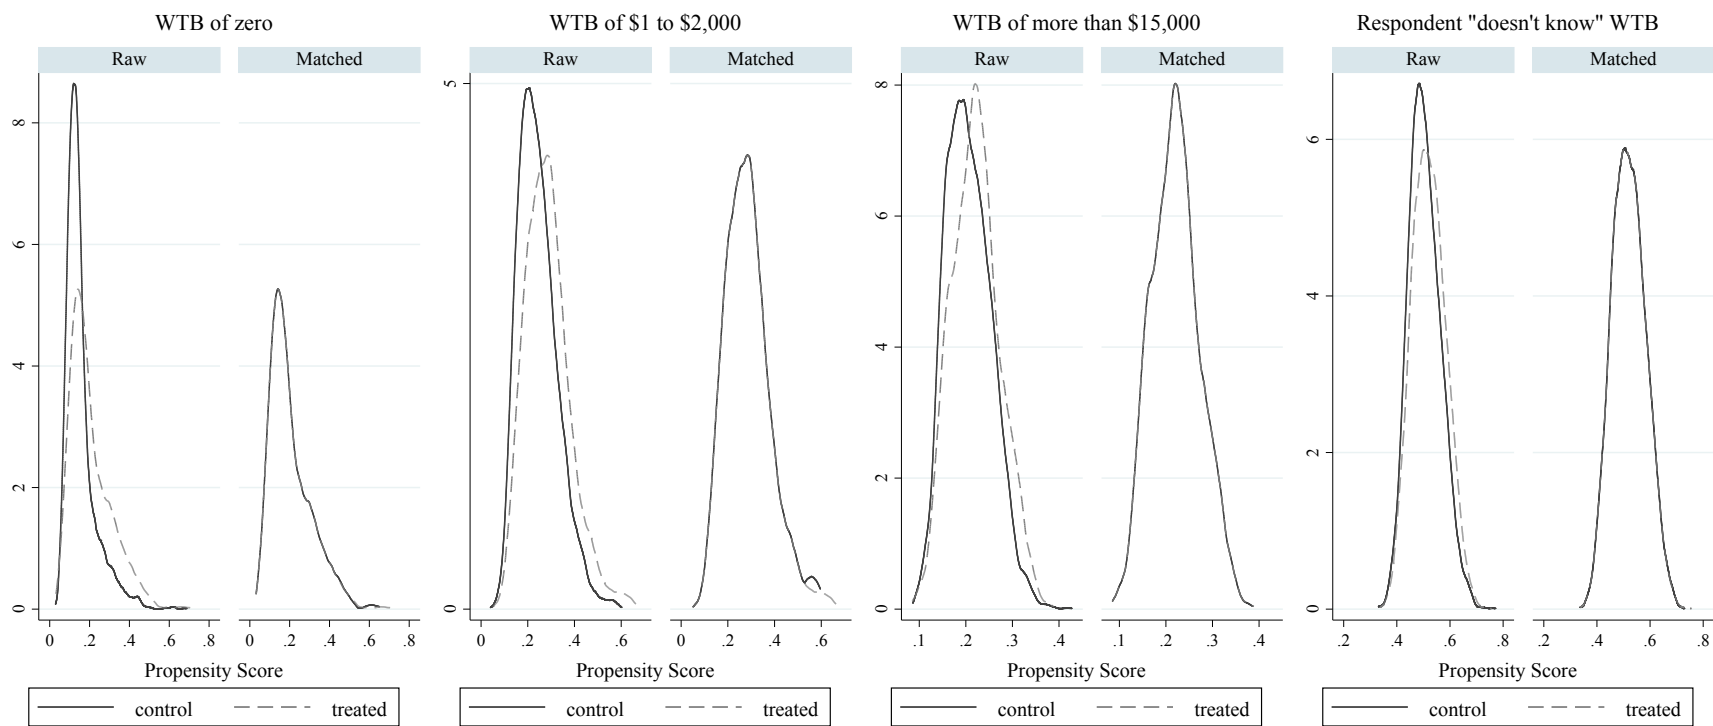 WTB of zero
Raw
Matched
0
2
4
6
8
0 .2 .4 .6 .8
0 .2 .4 .6 .8
Propensity Score
control treated
WTB of $1 to $2,000
Raw
Matched
0
5
0 .2 .4 .6
0 .2 .4 .6
Propensity Score
control treated
WTB of more than $15,000
Raw
Matched
0
2
4
6
8
.1 .2 .3 .4
.1 .2 .3 .4
Propensity Score
control treated
Respondent "doesn't know" WTB
Raw
Matched
0
2
4
6
.2 .4 .6 .8
.2 .4 .6 .8
Propensity Score
control treated